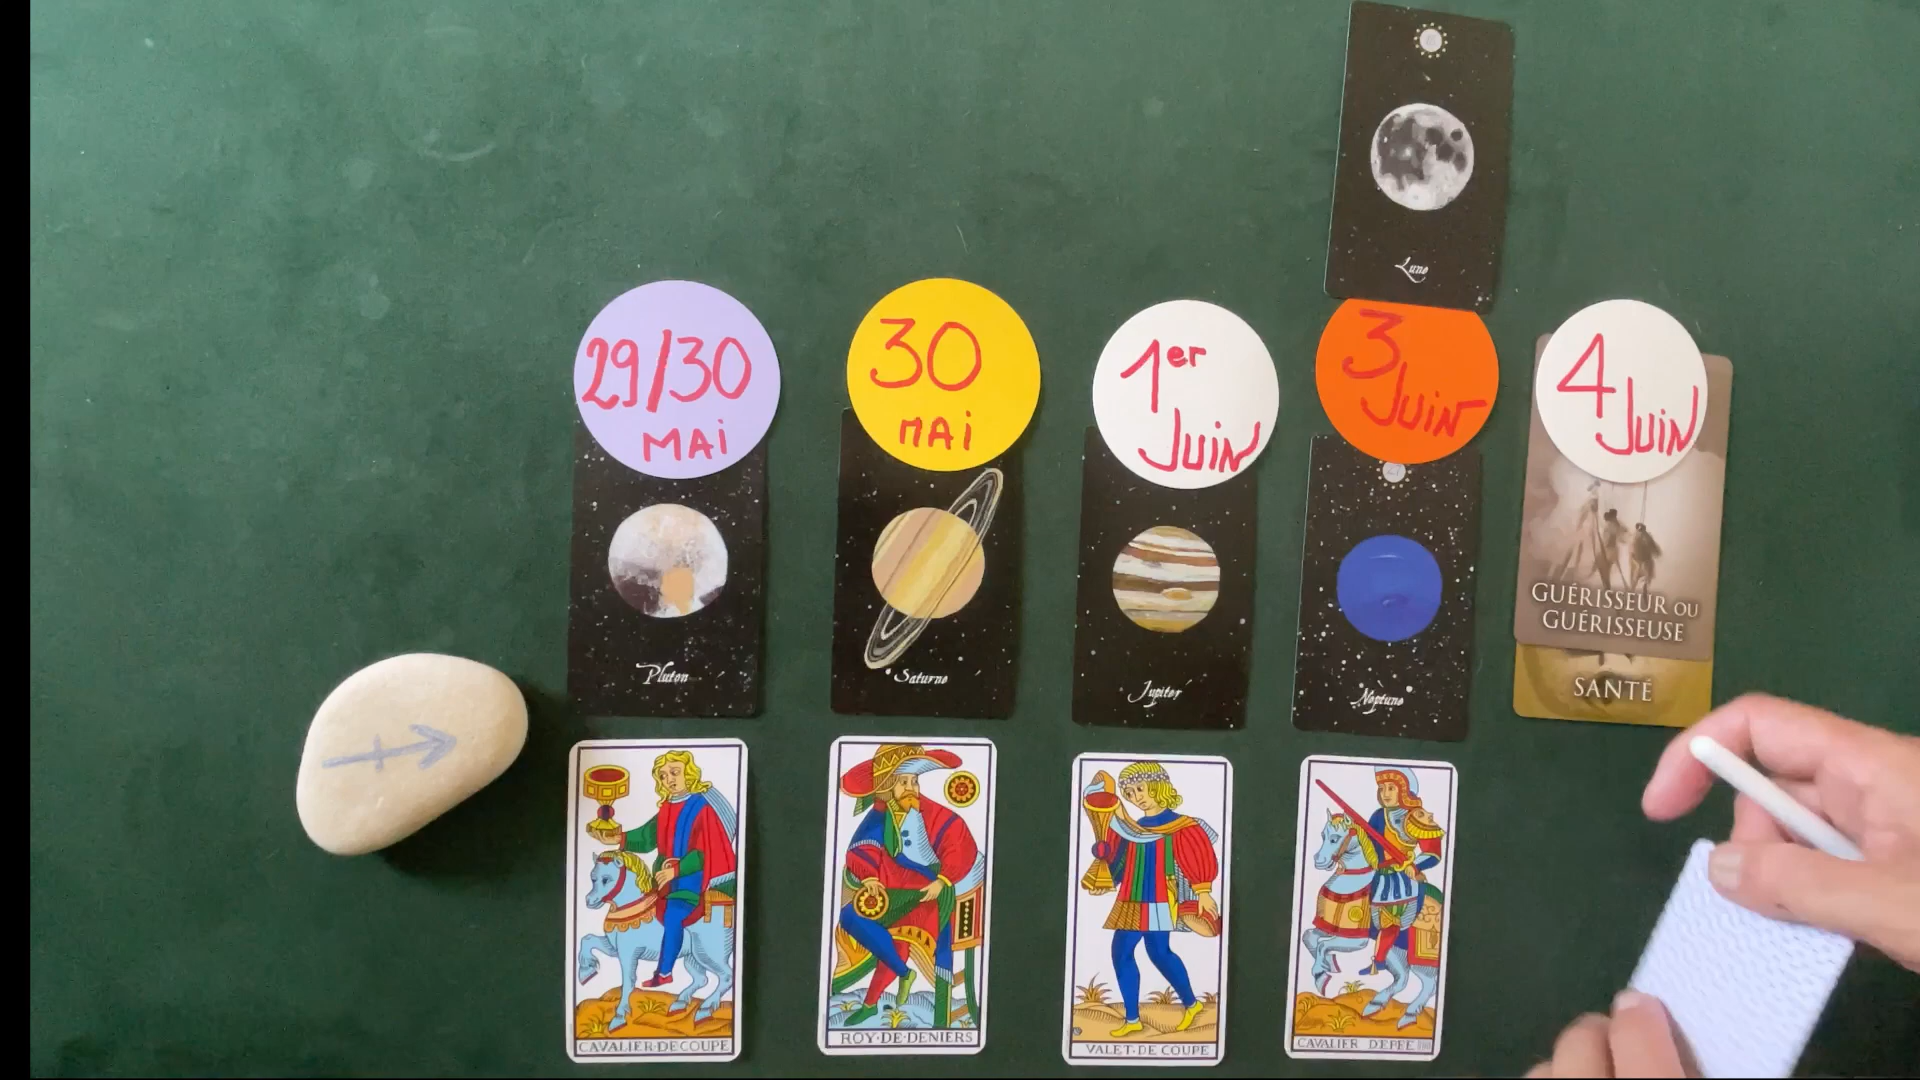 Lune
29/30
MAi
30
MAi
1er
JUiN
3
JUiN
4
JUiN
Pluton
Saturne
Jupiter
Neptune
GUÉRISSEUR OU
GUÉRISSEUSE
SANTÉ
CAVALIER·DE·COUPE
ROY·DE·DENIERS
VALET·DE·COUPE
CAVALIER D'EPEE